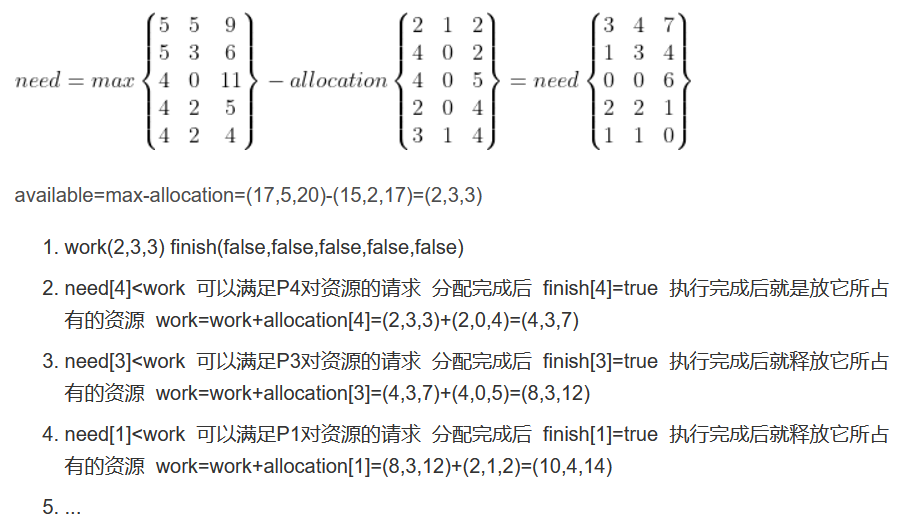 need = max {5 5 9 − allocation {2 1 2 = need {3 4 7
5 3 6 4 0 2 1 3 4
4 0 11 4 0 5 0 0 6
4 2 5 2 0 4 2 2 1
4 2 4} 3 1 4} 1 1 0}
available=max-allocation=(17,5,20)-(15,2,17)=(2,3,3)
1. work(2,3,3) finish(false,false,false,false,false)
2. need[4]<work 可以满足P4对资源的请求 分配完成后 finish[4]=true 执行完成后就是放它所占
有的资源 work=work+allocation[4]=(2,3,3)+(2,0,4)=(4,3,7)
3. need[3]<work 可以满足P3对资源的请求 分配完成后 finish[3]=true 执行完成后就释放它所占
有的资源 work=work+allocation[3]=(4,3,7)+(4,0,5)=(8,3,12)
4. need[1]<work 可以满足P1对资源的请求 分配完成后 finish[1]=true 执行完成后就释放它所占
有的资源 work=work+allocation[1]=(8,3,12)+(2,1,2)=(10,4,14)
5. ...